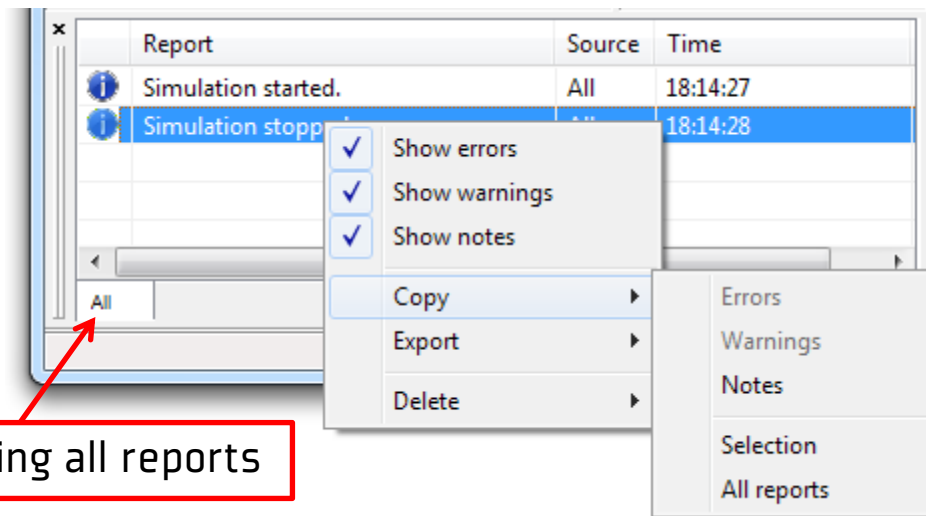 Report Source Time
Simulation started. All 18:14:27
Simulation 18:14:28
Show errors
Show warnings
Show notes
Copy
Export
Delete
Errors
Warnings
Notes
Selection
All reports
All
all reports